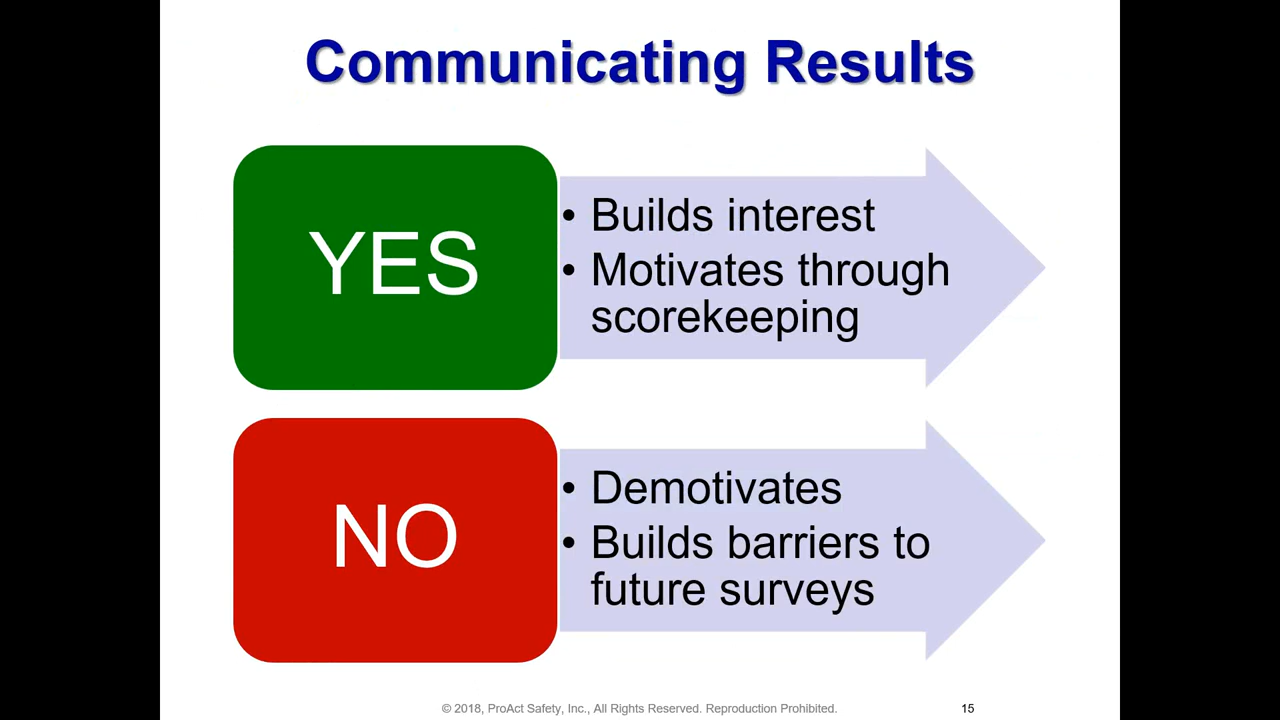 Communicating Results
YES
• Builds interest
• Motivates through
scorekeeping
NO
• Demotivates
• Builds barriers to
future surveys
© 2018, ProAct Safety, Inc., All Rights Reserved. Reproduction Prohibited.
15